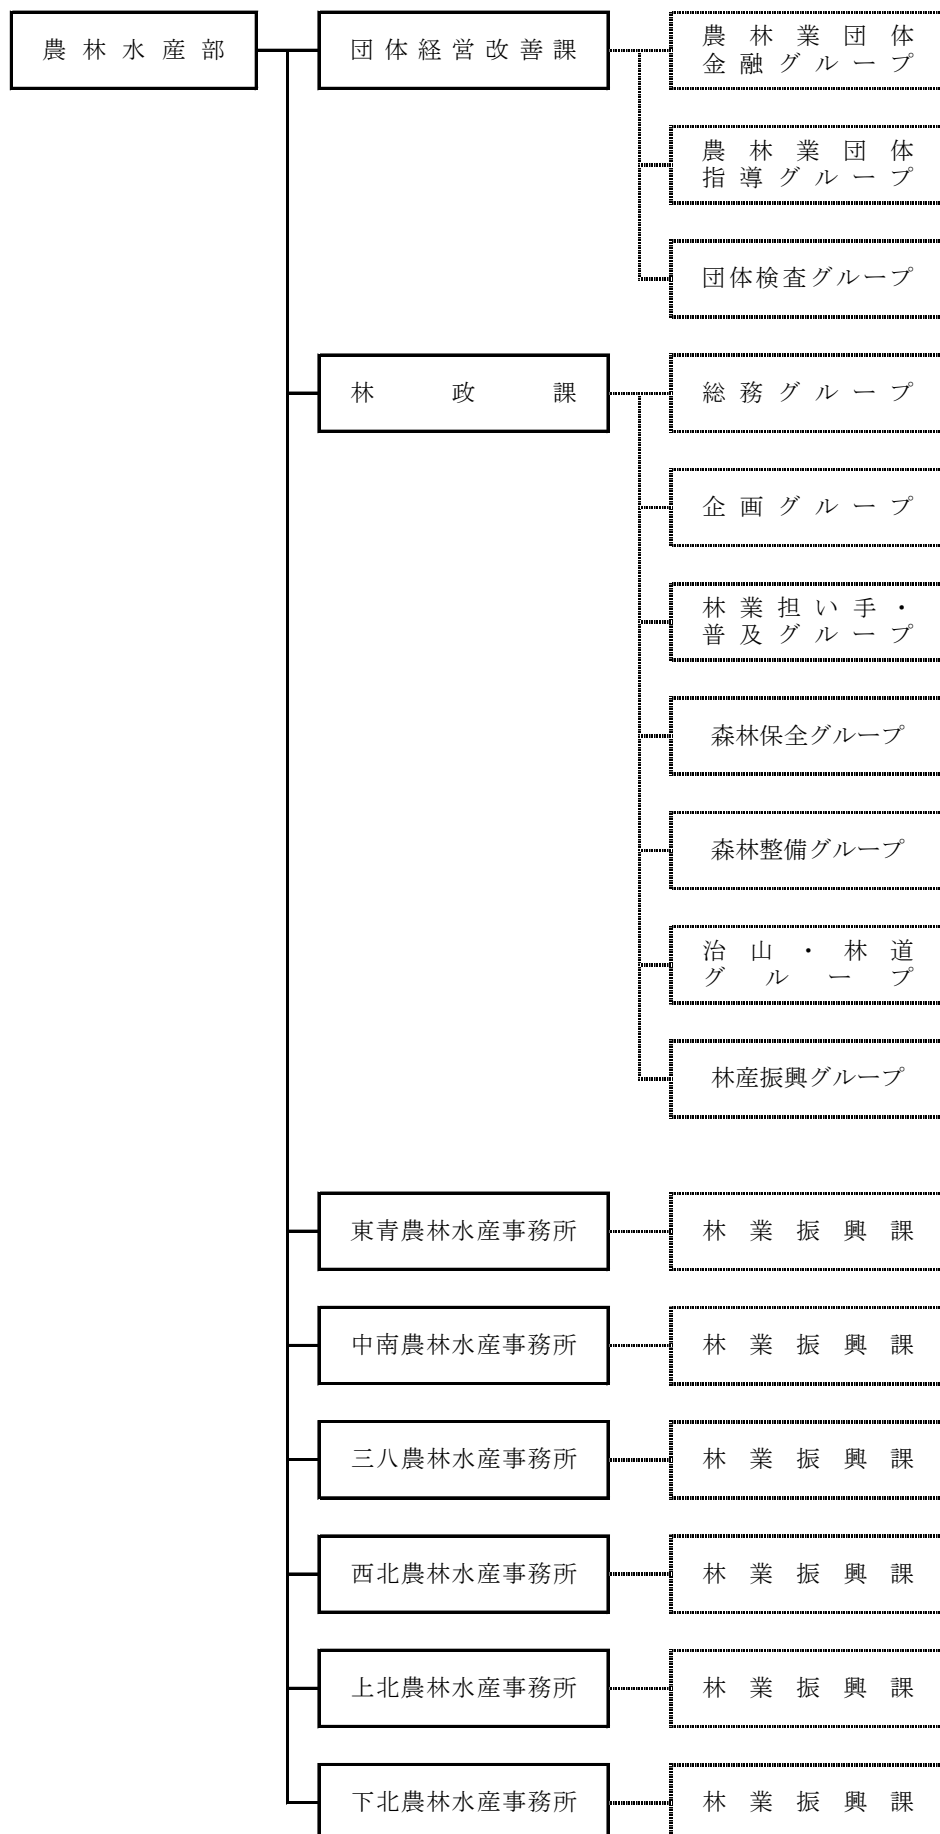 農林水産部
団体経営改善課
農林業団体
金融グループ
農林業団体
指導グループ
団体検査グループ
林政課
総務グループ
企画グループ
林業担い手・
普及グループ
森林保全グループ
森林整備グループ
治山・林道
グループ
林産振興グループ
東青農林水産事務所
林業振興課
中南農林水産事務所
林業振興課
三八農林水産事務所
林業振興課
西北農林水産事務所
林業振興課
上北農林水産事務所
林業振興課
下北農林水産事務所
林業振興課